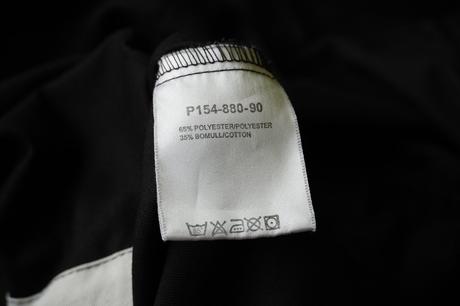 P154-880-90
65% POLYESTER/POLYESTER
35% BOMULL/COTTON